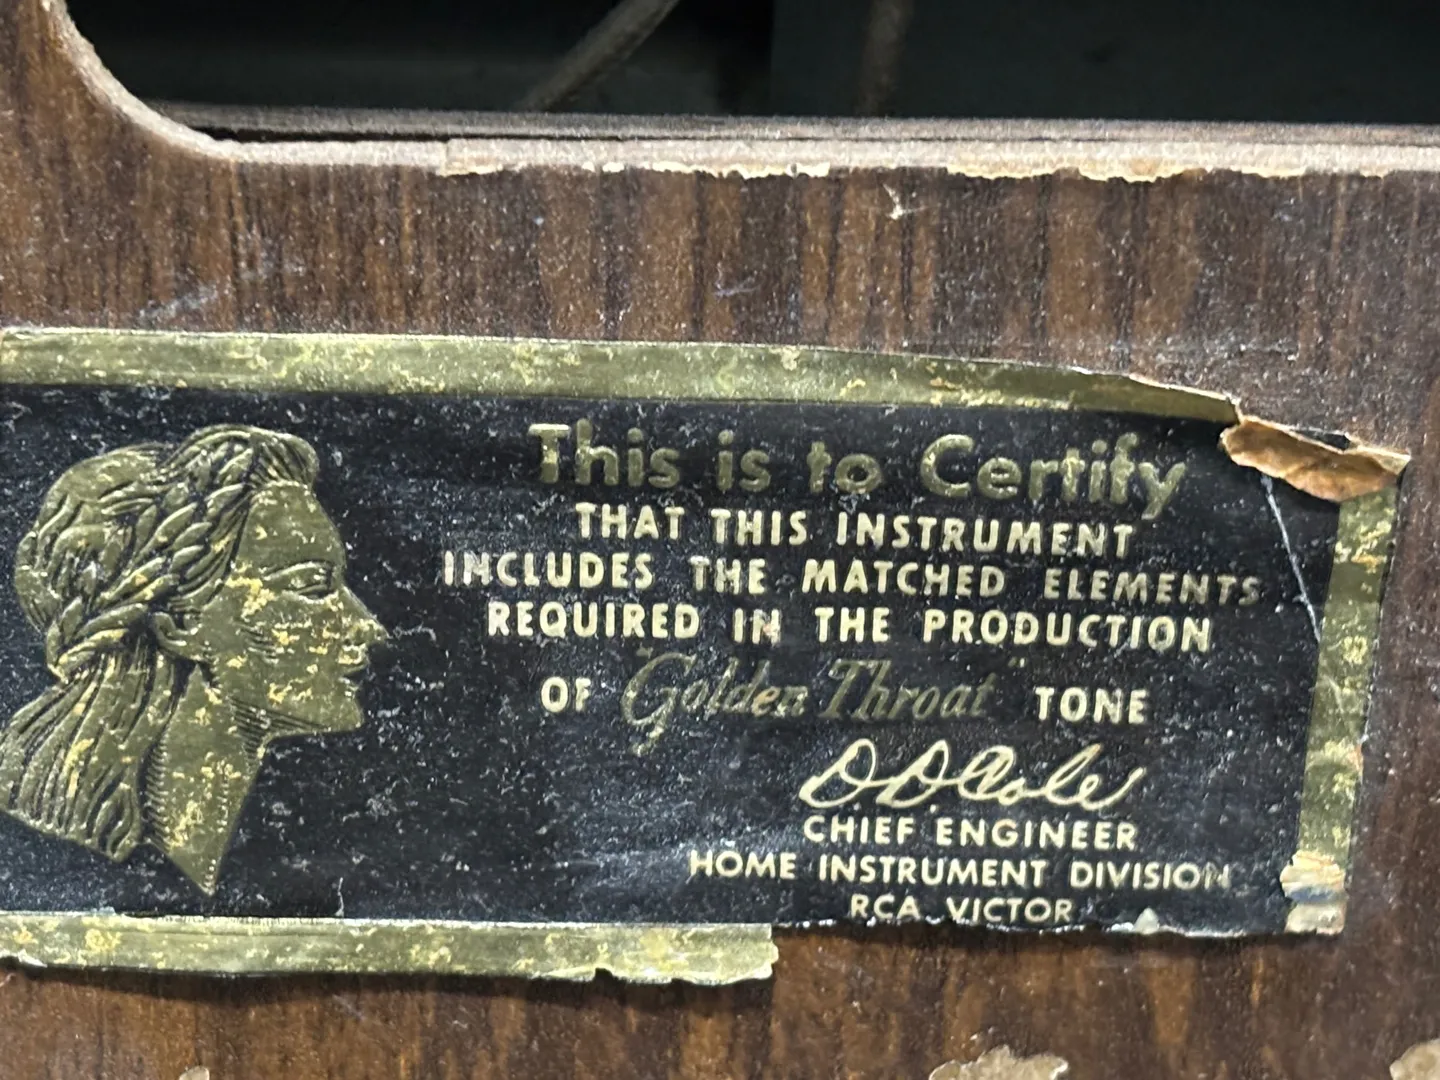 This is to Certify
THAT THIS INSTRUMENT
INCLUDES THE MATCHED ELEMENTS
REQUIRED IN THE PRODUCTION
OF "Golden Throat" TONE
D D Cole
CHIEF ENGINEER
HOME INSTRUMENT DIVISION
RCA VICTOR